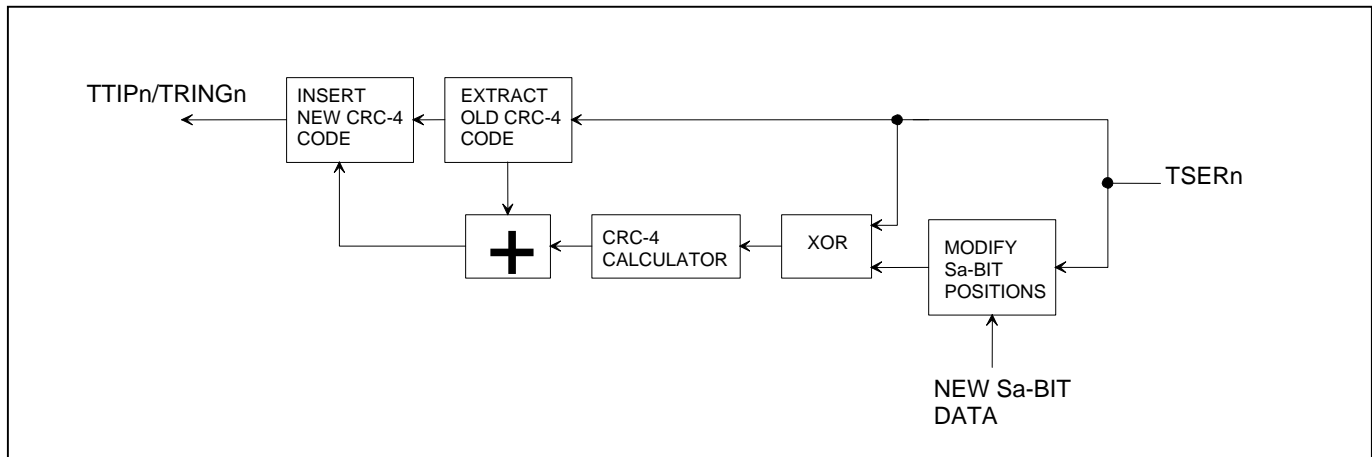 TTIPn/TRINGn
INSERT
NEW CRC-4
CODE
EXTRACT
OLD CRC-4
CODE
TSERn
+
CRC-4
CALCULATOR
XOR
MODIFY
Sa-BIT
POSITIONS
NEW Sa-BIT
DATA